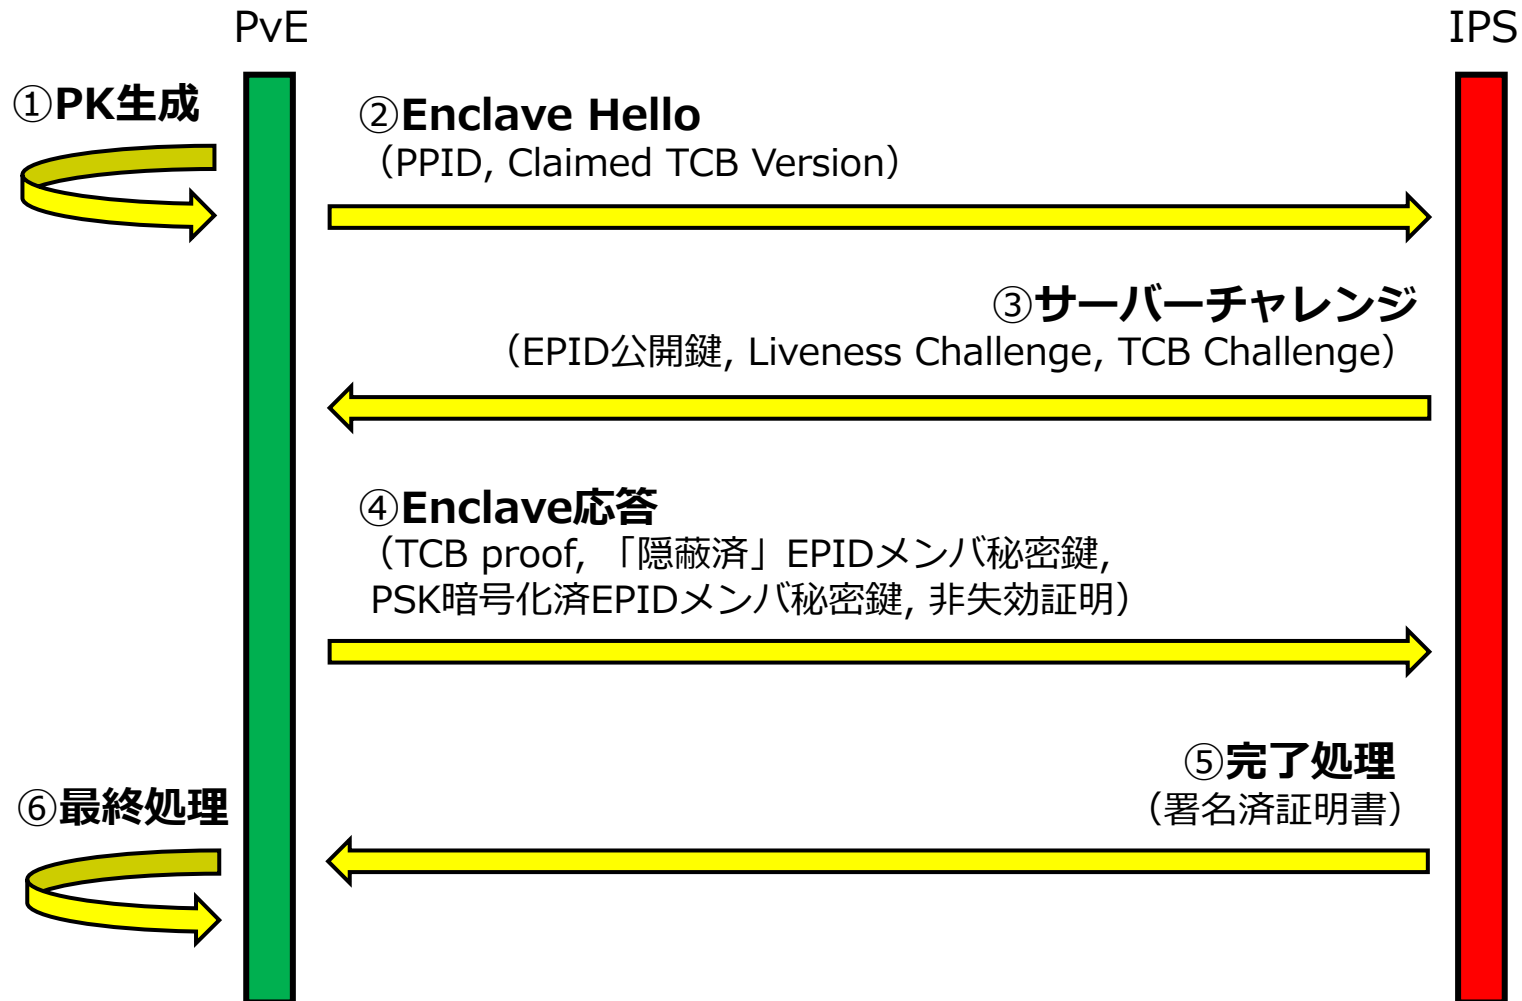 PvE
IPS
①PK生成
②Enclave Hello
（PPID, Claimed TCB Version）
③サーバーチャレンジ
（EPID公開鍵, Liveness Challenge, TCB Challenge）
④Enclave応答
（TCB proof, 「隠蔽済」EPIDメンバ秘密鍵,
PSK暗号化済EPIDメンバ秘密鍵, 非失効証明）
⑤完了処理
（署名済証明書）
⑥最終処理